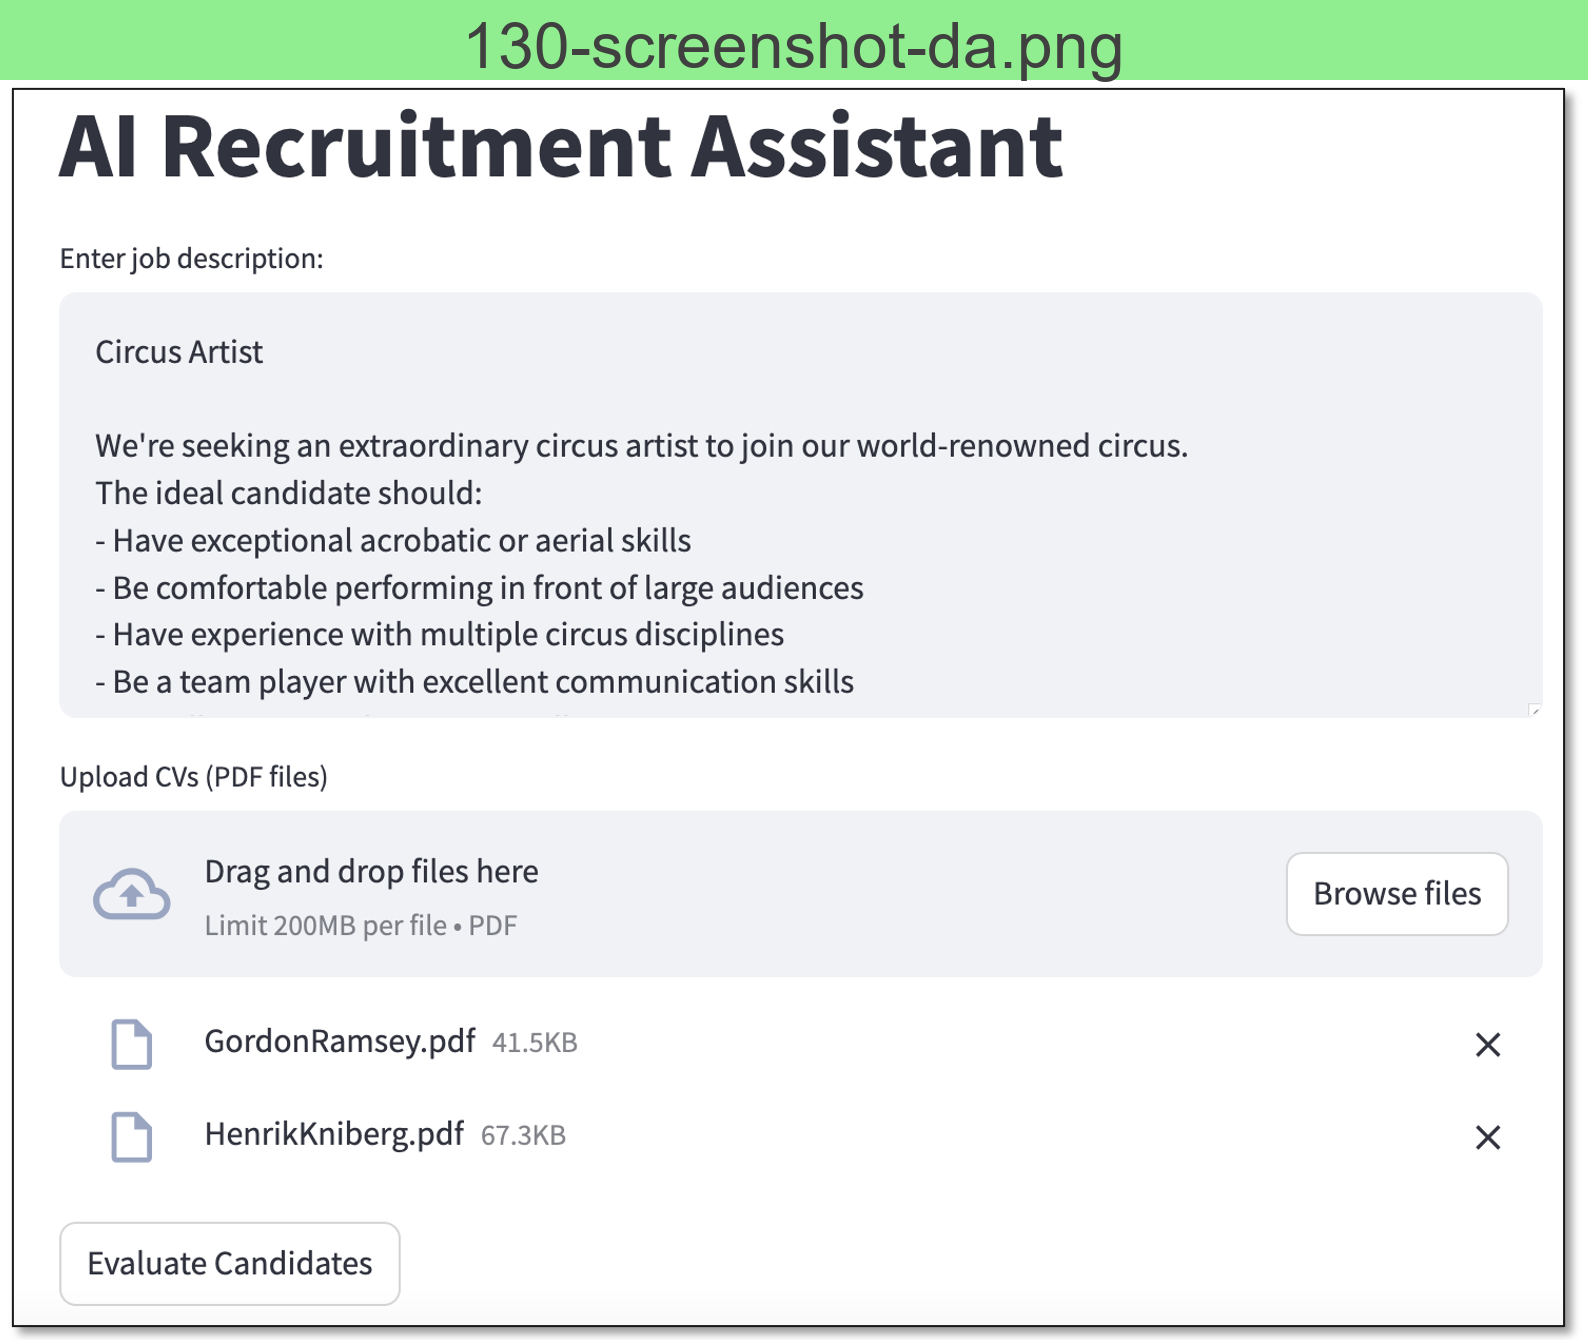 130-screenshot-da.png
AI Recruitment Assistant
Enter job description:
Circus Artist
We're seeking an extraordinary circus artist to join our world-renowned circus.
The ideal candidate should:
- Have exceptional acrobatic or aerial skills
- Be comfortable performing in front of large audiences
- Have experience with multiple circus disciplines
- Be a team player with excellent communication skills
Upload CVs (PDF files)
Drag and drop files here
Limit 200MB per file • PDF
Browse files
GordonRamsey.pdf 41.5KB
HenrikKniberg.pdf 67.3KB
Evaluate Candidates